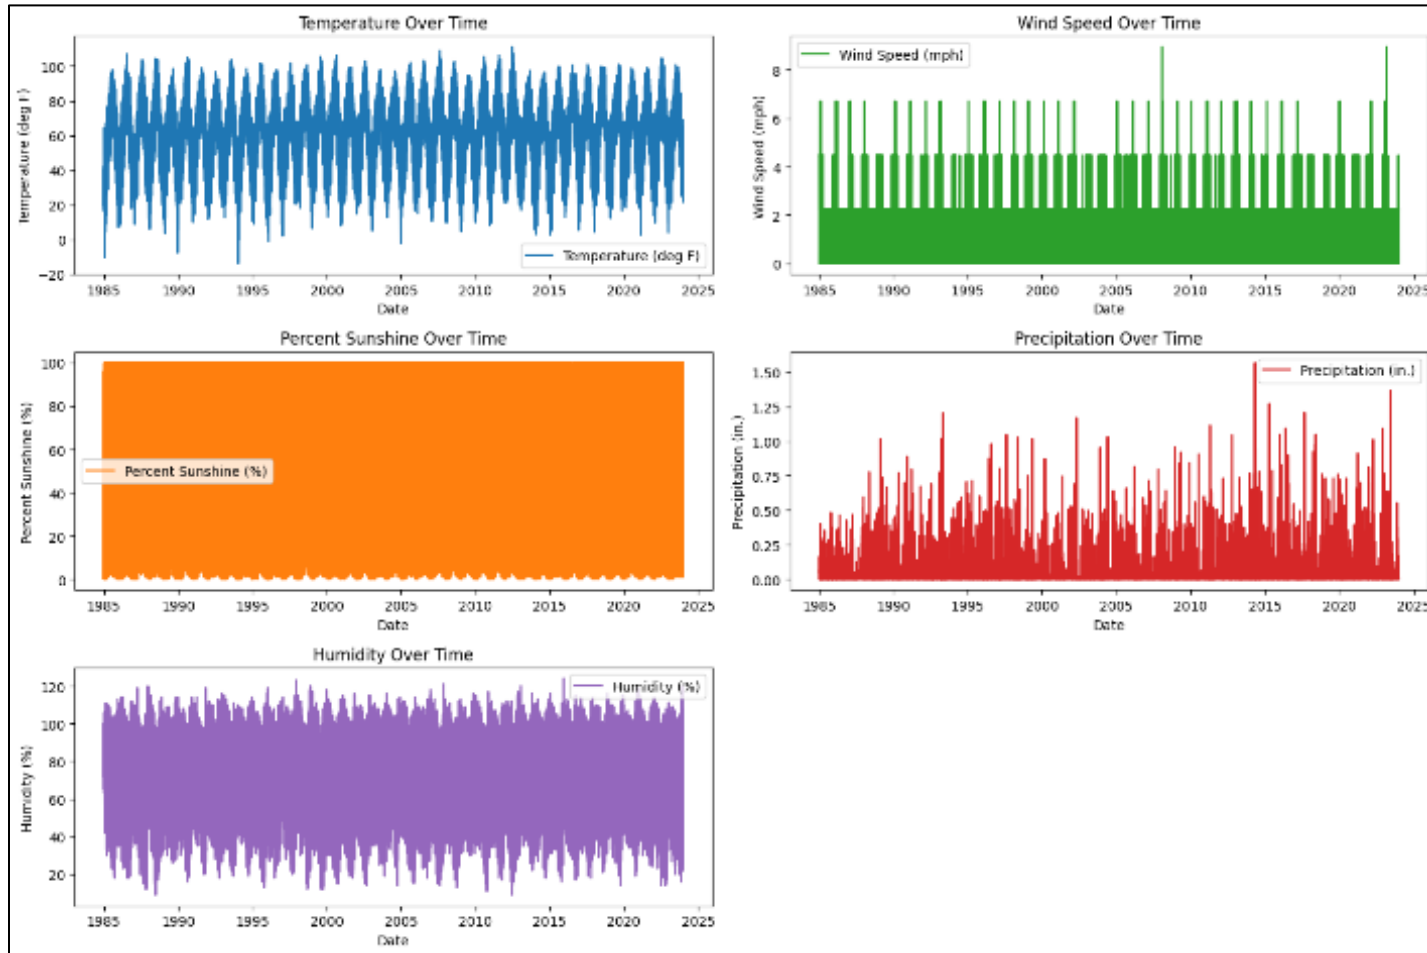 Temperature Over Time
Temperature (deg F)
100
80
60
40
20
0
−20
Temperature (deg F)
1985 1990 1995 2000 2005 2010 2015 2020 2025
Date
Wind Speed Over Time
Wind Speed (mph)
8
6
4
2
0
Wind Speed (mph)
1985 1990 1995 2000 2005 2010 2015 2020 2025
Date
Percent Sunshine Over Time
Percent Sunshine (%)
100
80
60
40
20
0
Percent Sunshine (%)
1985 1990 1995 2000 2005 2010 2015 2020 2025
Date
Precipitation Over Time
Precipitation (in.)
1.50
1.25
1.00
0.75
0.50
0.25
0.00
Precipitation (in.)
1985 1990 1995 2000 2005 2010 2015 2020 2025
Date
Humidity Over Time
Humidity (%)
120
100
80
60
40
20
Humidity (%)
1985 1990 1995 2000 2005 2010 2015 2020 2025
Date